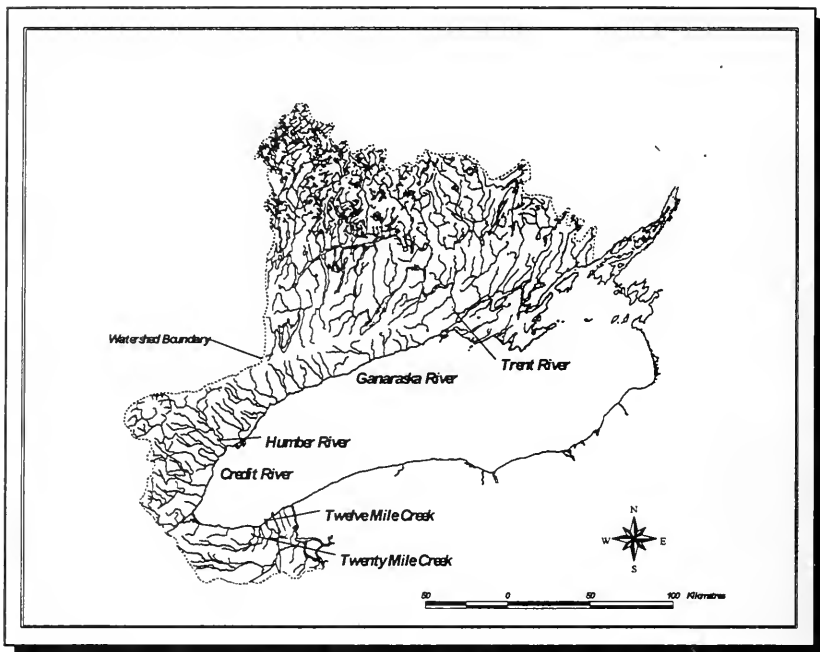 Watershed Boundary
Trent River
Ganaraska River
Humber River
Credit River
Twelve Mile Creek
Twenty Mile Creek
N
W E
S
50 0 50 100 Kilometres